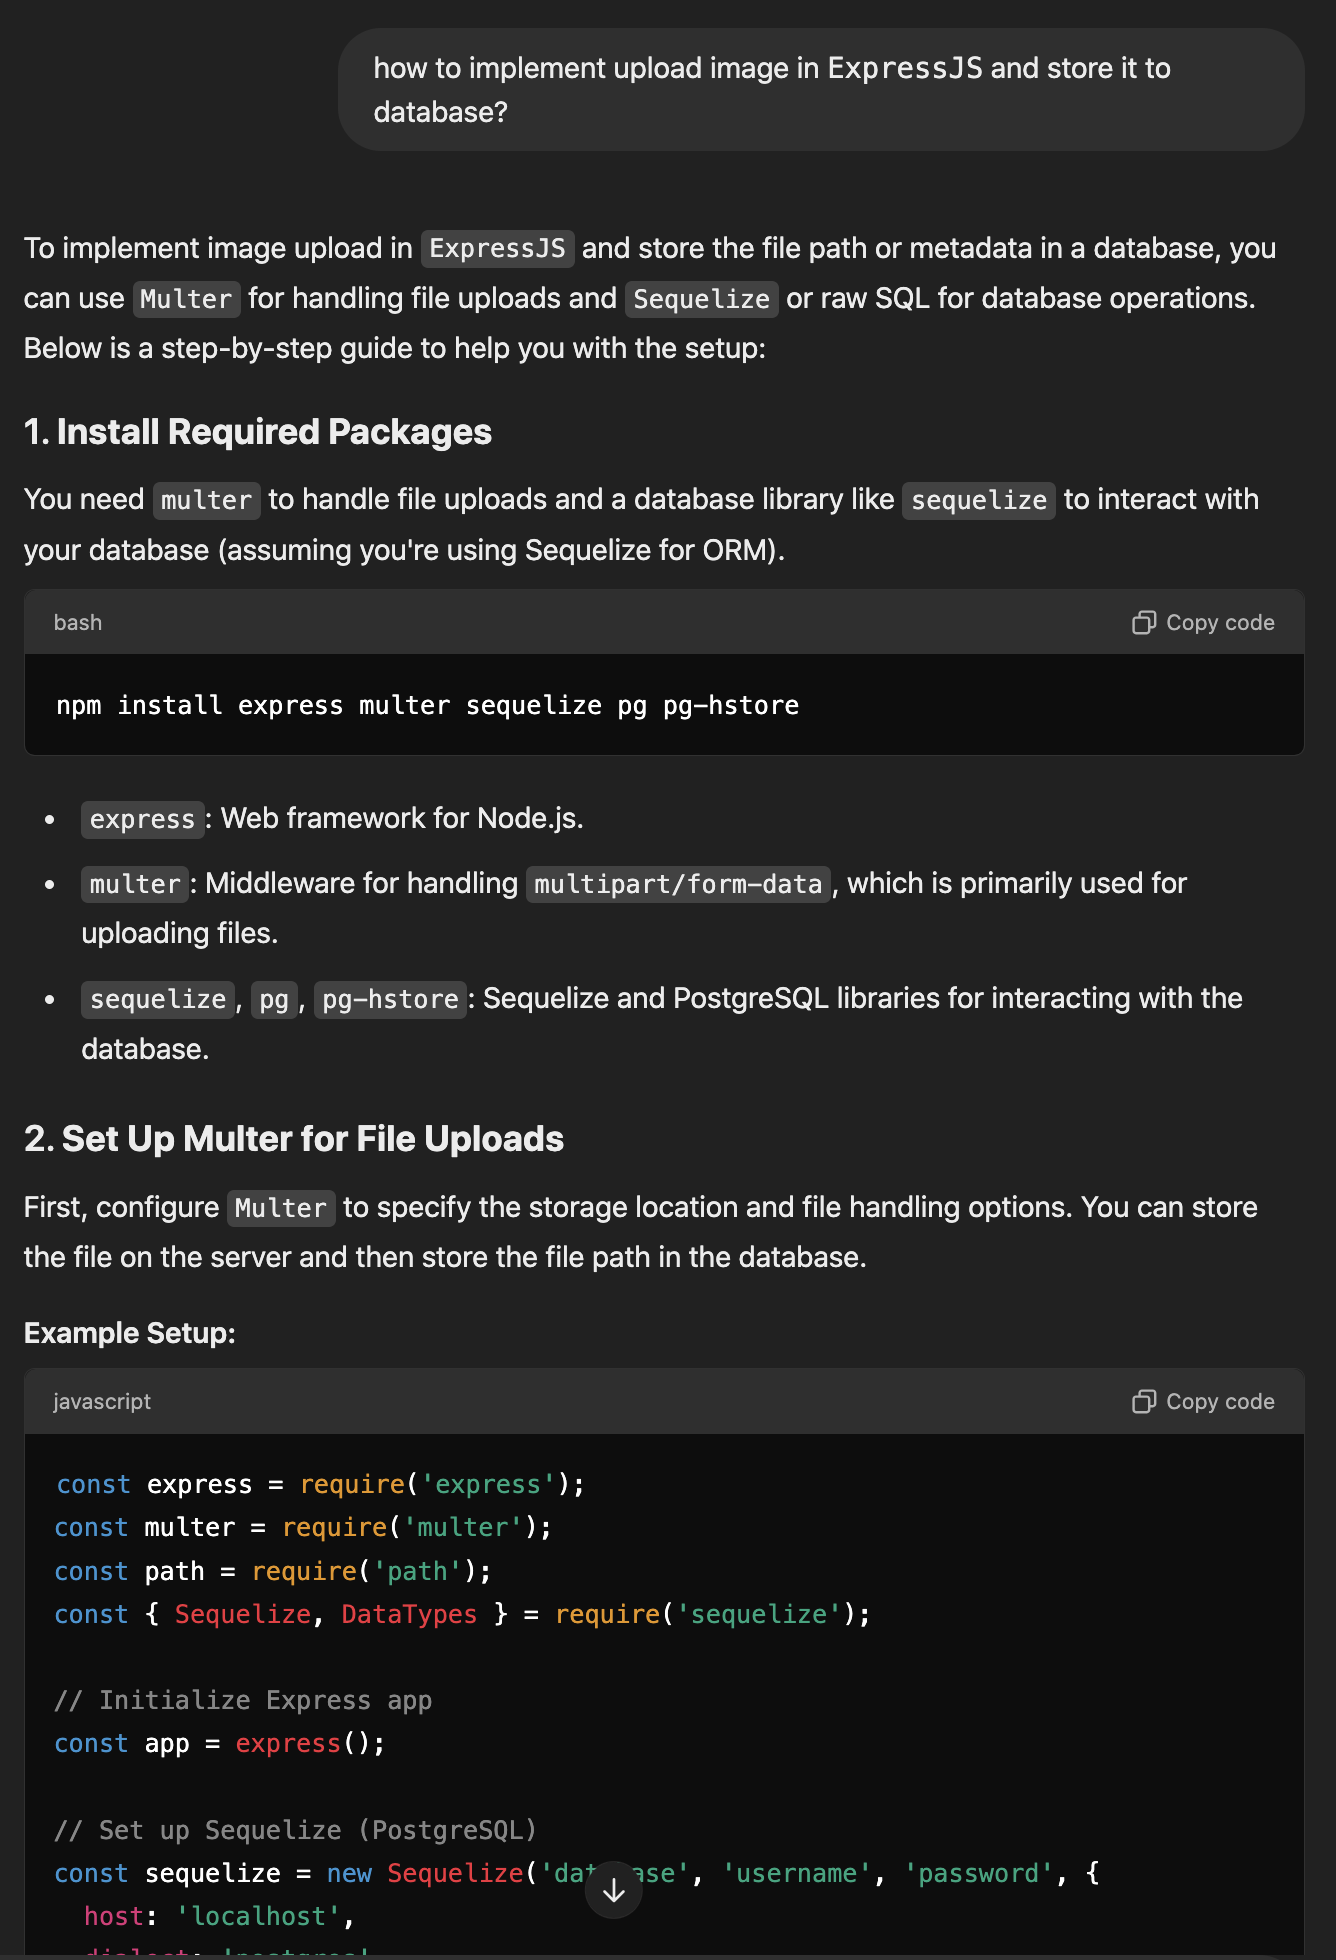 how to implement upload image in ExpressJS and store it to
database?
To implement image upload in ExpressJS and store the file path or metadata in a database, you
can use Multer for handling file uploads and Sequelize or raw SQL for database operations.
Below is a step-by-step guide to help you with the setup:
1. Install Required Packages
You need multer to handle file uploads and a database library like sequelize to interact with
your database (assuming you're using Sequelize for ORM).
bash
Copy code
npm install express multer sequelize pg pg-hstore
• express: Web framework for Node.js.
• multer: Middleware for handling multipart/form-data, which is primarily used for
uploading files.
• sequelize, pg, pg-hstore: Sequelize and PostgreSQL libraries for interacting with the
database.
2. Set Up Multer for File Uploads
First, configure Multer to specify the storage location and file handling options. You can store
the file on the server and then store the file path in the database.
Example Setup:
javascript
Copy code
const express = require('express');
const multer = require('multer');
const path = require('path');
const { Sequelize, DataTypes } = require('sequelize');
// Initialize Express app
const app = express();
// Set up Sequelize (PostgreSQL)
const sequelize = new Sequelize('database', 'username', 'password', {
host: 'localhost',